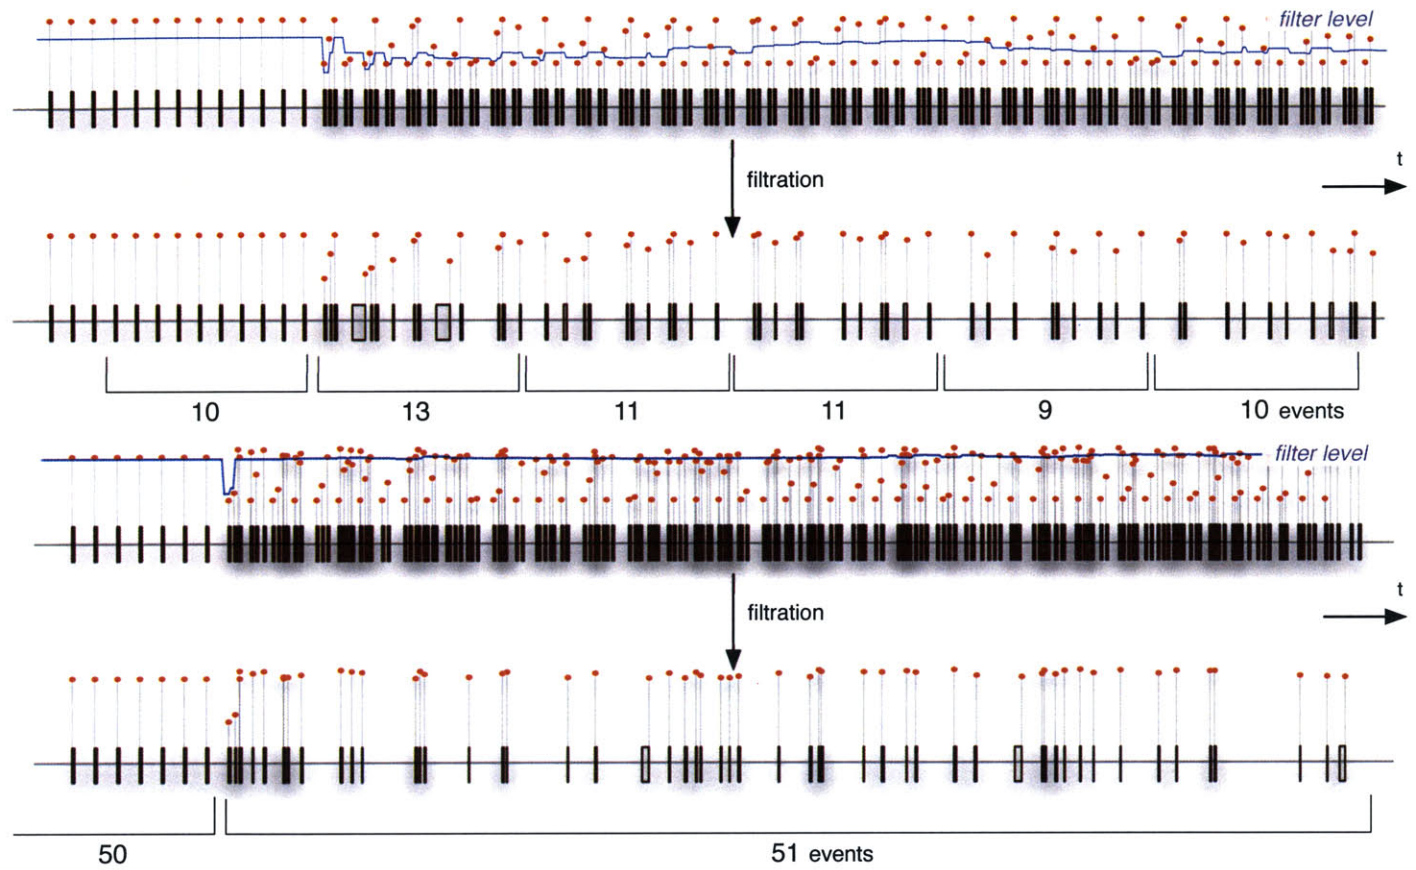 filter level
t
filtration
10 13 11 11 9 10 events
filter level
t
filtration
50 51 events